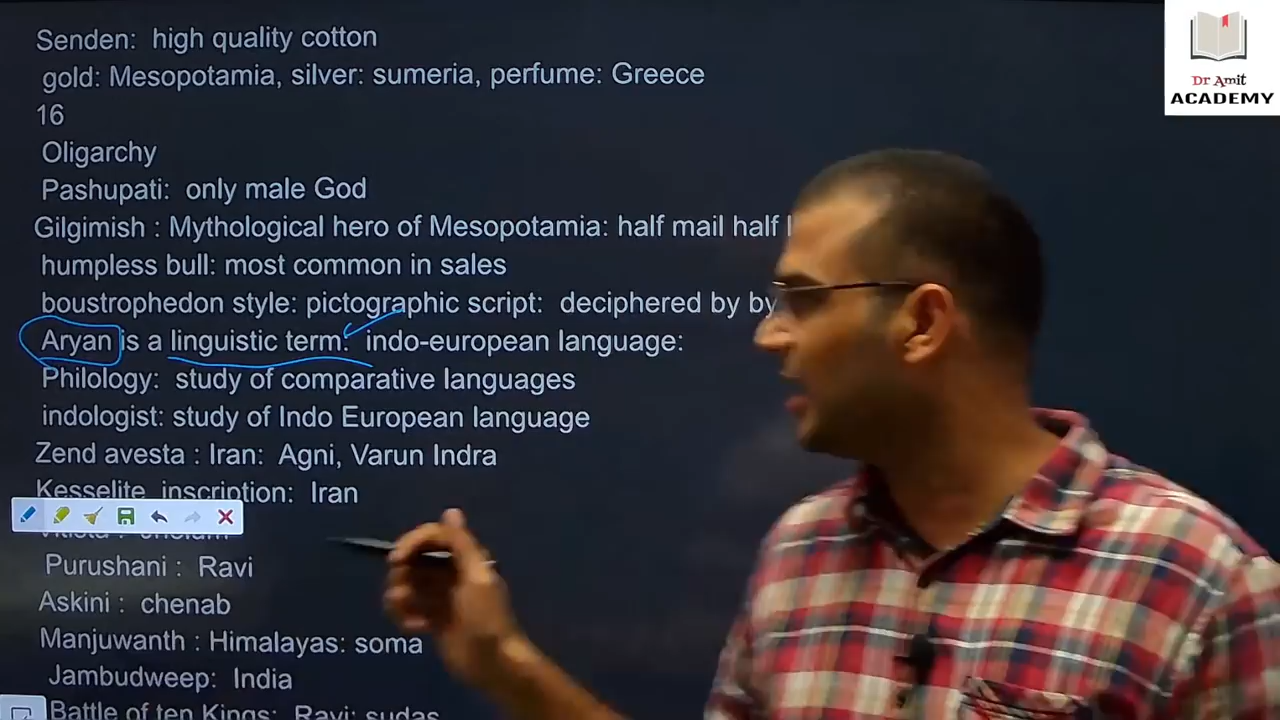 Senden: high quality cotton
gold: Mesopotamia, silver: sumeria, perfume: Greece
16
Oligarchy
Pashupati: only male God
Gilgimish : Mythological hero of Mesopotamia: half mail half
humpless bull: most common in sales
boustrophedon style: pictographic script: deciphered by by
Aryan is a linguistic term: indo-european language:
Philology: study of comparative languages
indologist: study of Indo European language
Zend avesta : Iran: Agni, Varun Indra
Kesselite inscription: Iran
Purushani : Ravi
Askini : chenab
Manjuwanth : Himalayas: soma
Jambudweep: India
Battle of ten Kings: Ravi: sudas
Dr Amit
ACADEMY